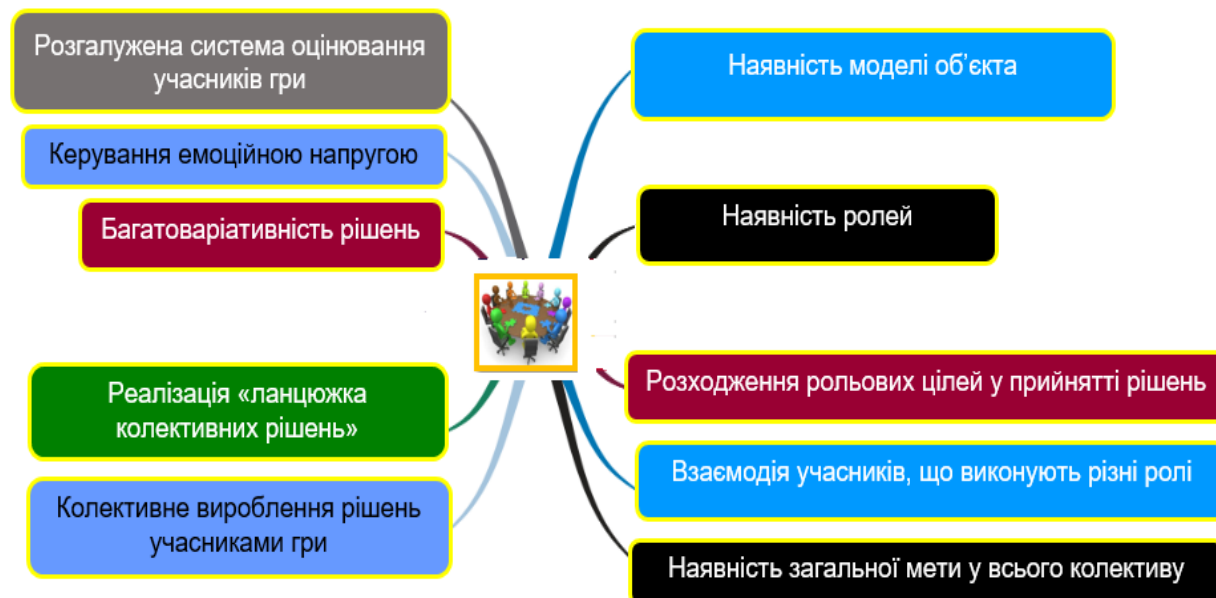 Розгалужена система оцінювання
учасників гри
Керування емоційною напругою
Багатоваріативність рішень
Реалізація «ланцюжка
колективних рішень»
Колективне вироблення рішень
учасниками гри
Наявність моделі об’єкта
Наявність ролей
Розходження рольових цілей у прийнятті рішень
Взаємодія учасників, що виконують різні ролі
Наявність загальної мети у всього колективу